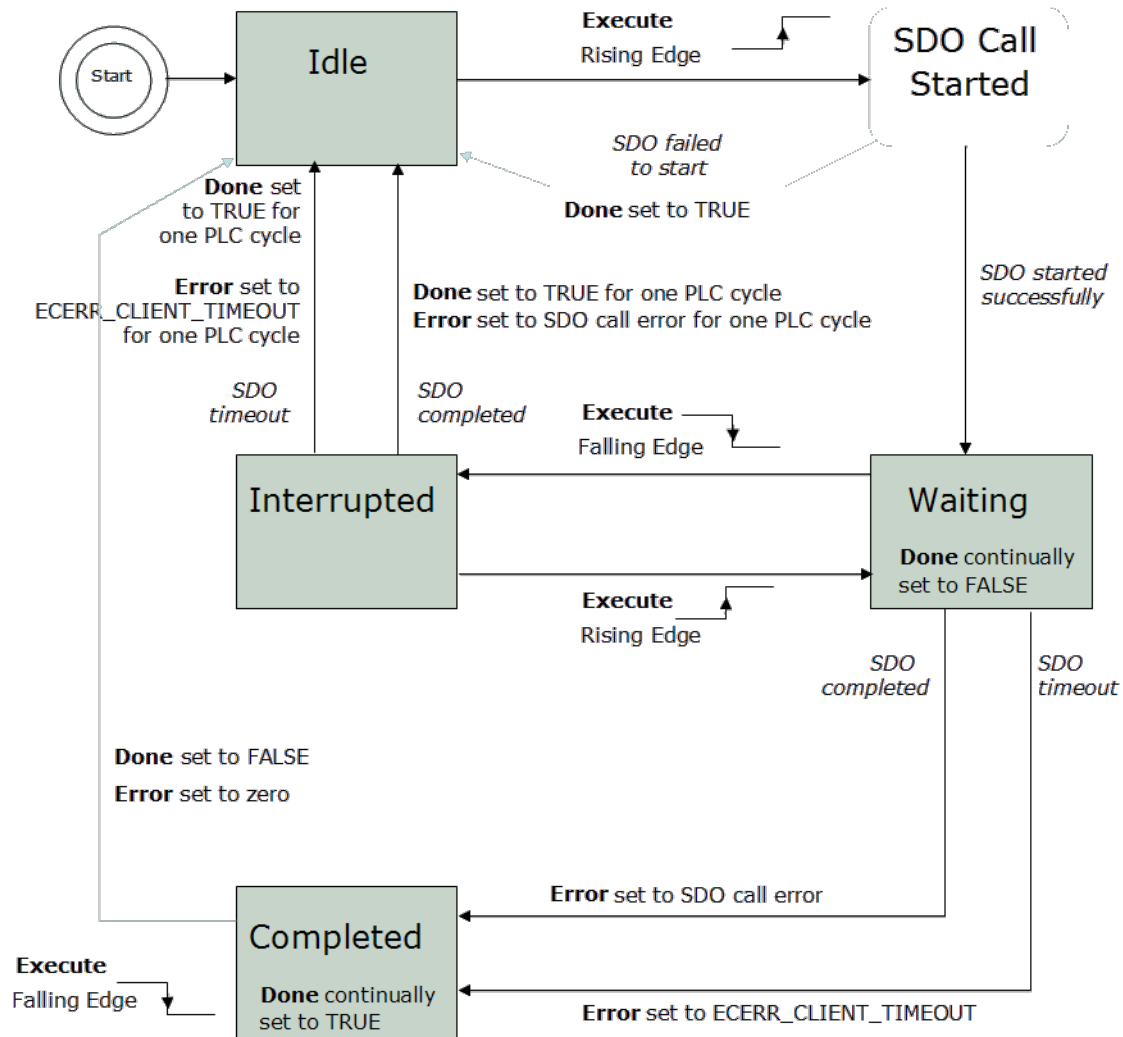 Start
Idle
Execute
Rising Edge
SDO Call
Started
SDO failed
to start
Done set to TRUE
SDO started
successfully
Done set
to TRUE for
one PLC cycle
Error set to
ECERR_CLIENT_TIMEOUT
for one PLC cycle
Done set to TRUE for one PLC cycle
Error set to SDO call error for one PLC cycle
SDO
timeout
SDO
completed
Execute
Falling Edge
Interrupted
Waiting
Done continually
set to FALSE
Execute
Rising Edge
SDO
completed
SDO
timeout
Done set to FALSE
Error set to zero
Error set to SDO call error
Completed
Done continually
set to TRUE
Execute
Falling Edge
Error set to ECERR_CLIENT_TIMEOUT